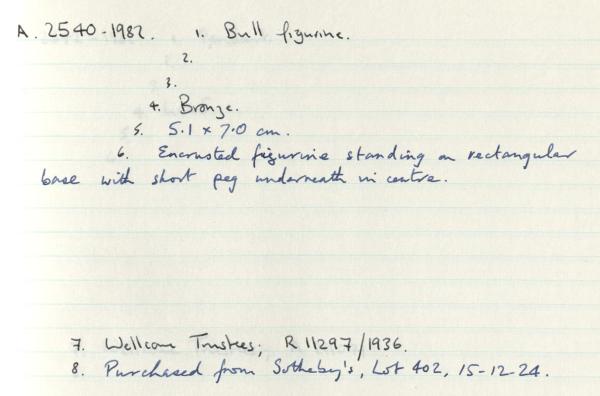 A. 2540-1982. 1. Bull figurine.
2.
3.
4. Bronze.
5. 5.1 x 7.0 cm.
6. Encrusted figurine standing on rectangular
base with short peg underneath in centre.
7. Wellcome Trustees; R 11297/1936.
8. Purchased from Sotheby's, Lot 402, 15-12-24.